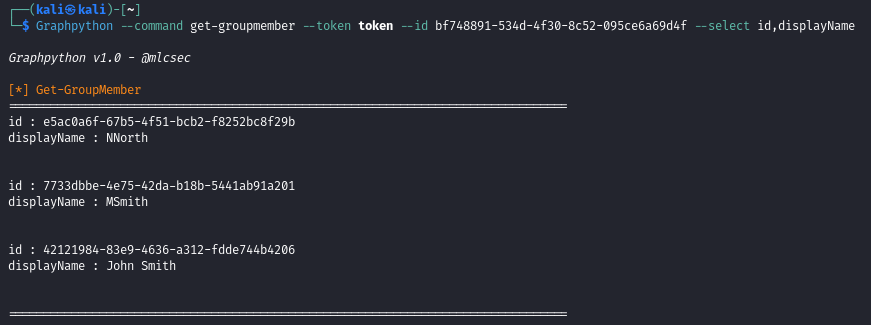 ┌──(kali㉿kali)-[~]
└─$ Graphpython --command get-groupmember --token token --id bf748891-534d-4f30-8c52-095ce6a69d4f --select id,displayName
Graphpython v1.0 - @mlcsec
[*] Get-GroupMember
================================================================================
id : e5ac0a6f-67b5-4f51-bcb2-f8252bc8f29b
displayName : NNorth
id : 7733dbbe-4e75-42da-b18b-5441ab91a201
displayName : MSmith
id : 42121984-83e9-4636-a312-fdde744b4206
displayName : John Smith
================================================================================